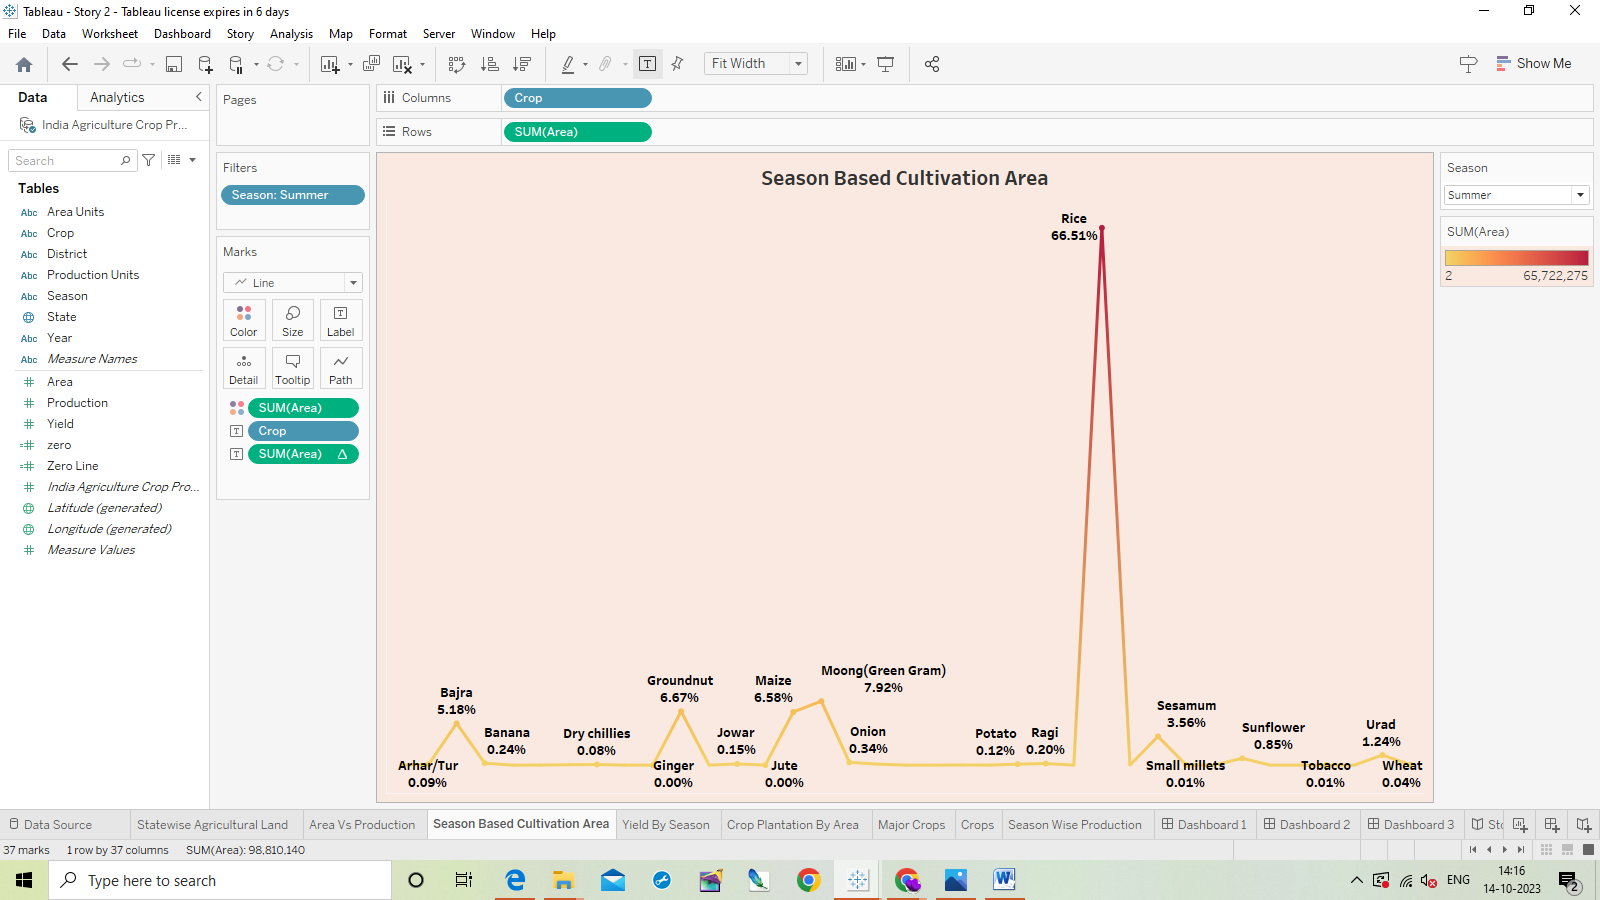 Tableau - Story 2 - Tableau license expires in 6 days
File Data Worksheet Dashboard Story Analysis Map Format Server Window Help
Fit Width
Show Me
Data Analytics
India Agriculture Crop Pr...
Search
Tables
Abc Area Units
Abc Crop
Abc District
Abc Production Units
Abc Season
State
Abc Year
Abc Measure Names
Area
Production
Yield
zero
Zero Line
India Agriculture Crop Pro...
Latitude (generated)
Longitude (generated)
Measure Values
Pages
Filters
Season: Summer
Marks
Line
Color Size Label
Detail Tooltip Path
SUM(Area)
Crop
SUM(Area) Δ
Columns Crop
Rows SUM(Area)
Season Based Cultivation Area
Rice
66.51%
Bajra
5.18%
Groundnut
6.67%
Maize
6.58%
Moong(Green Gram)
7.92%
Sesamum
3.56%
Banana
0.24%
Dry chillies
0.08%
Jowar
0.15%
Onion
0.34%
Potato
0.12%
Ragi
0.20%
Sunflower
0.85%
Urad
1.24%
Arhar/Tur
0.09%
Ginger
0.00%
Jute
0.00%
Small millets
0.01%
Tobacco
0.01%
Wheat
0.04%
Season
Summer
SUM(Area)
2 65,722,275
Data Source Statewise Agricultural Land Area Vs Production Season Based Cultivation Area Yield By Season Crop Plantation By Area Major Crops Crops Season Wise Production Dashboard 1 Dashboard 2 Dashboard 3
37 marks 1 row by 37 columns SUM(Area): 98,810,140
Type here to search
ENG
14:16
14-10-2023
2